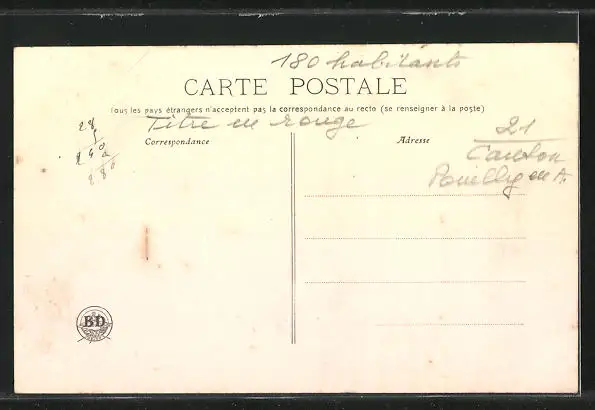 180 habitants
CARTE POSTALE
Tous les pays étrangers n'acceptent pas la correspondance au recto (se renseigner à la poste)
Titre en rouge
Correspondance
Adresse
21
Canton
Pouilly en A.
BD